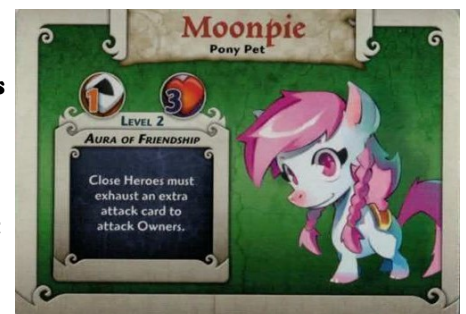 Moonpie
Pony Pet
1
3
LEVEL 2
AURA OF FRIENDSHIP
Close Heroes must
exhaust an extra
attack card to
attack Owners.
s